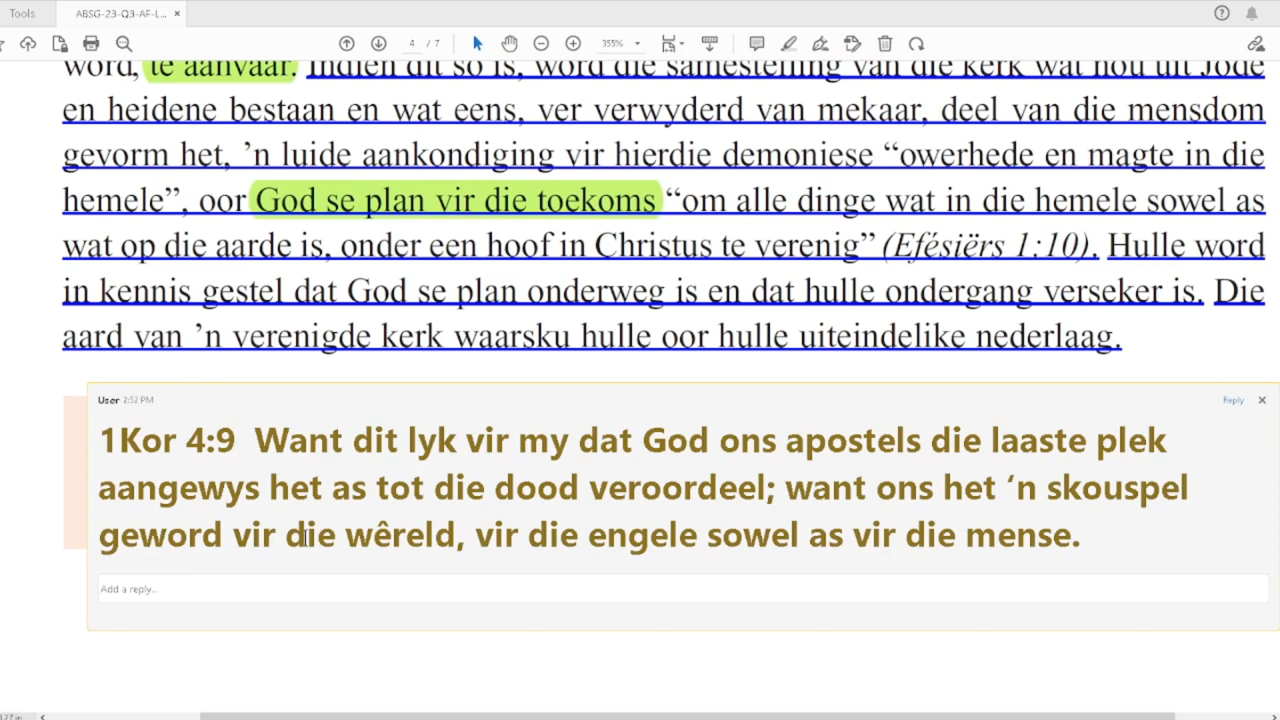 Tools
ABSG-23-Q3-AF-L...
4 / 7
355%
word, te aanvaar. Indien dit so is, word die samestelling van die kerk wat nou uit Jode
en heidene bestaan en wat eens, ver verwyderd van mekaar, deel van die mensdom
gevorm het, ’n luide aankondiging vir hierdie demoniese “owerhede en magte in die
hemele”, oor God se plan vir die toekoms “om alle dinge wat in die hemele sowel as
wat op die aarde is, onder een hoof in Christus te verenig” (Efésiërs 1:10). Hulle word
in kennis gestel dat God se plan onderweg is en dat hulle ondergang verseker is. Die
aard van ’n verenigde kerk waarsku hulle oor hulle uiteindelike nederlaag.
User 2:52 PM
Reply
1Kor 4:9 Want dit lyk vir my dat God ons apostels die laaste plek
aangewys het as tot die dood veroordeel; want ons het ‘n skouspel
geword vir die wêreld, vir die engele sowel as vir die mense.
Add a reply...